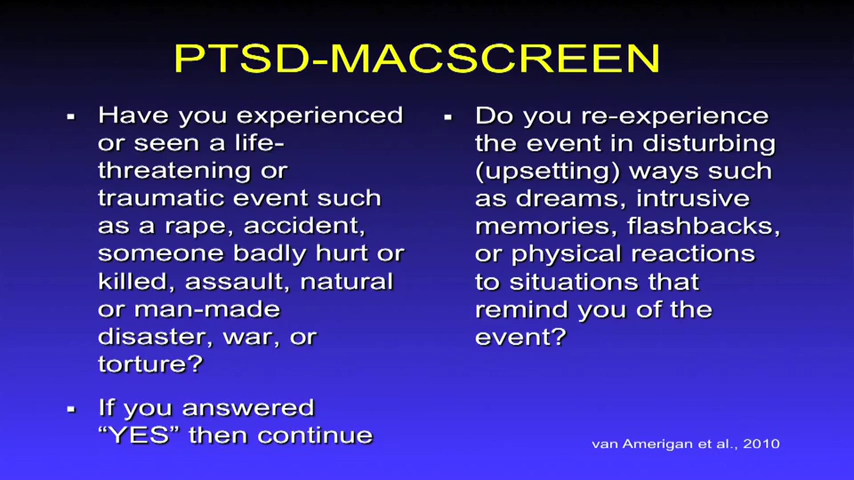 PTSD-MACSCREEN
▪ Have you experienced
or seen a life-
threatening or
traumatic event such
as a rape, accident,
someone badly hurt or
killed, assault, natural
or man-made
disaster, war, or
torture?
▪ If you answered
“YES” then continue
▪ Do you re-experience
the event in disturbing
(upsetting) ways such
as dreams, intrusive
memories, flashbacks,
or physical reactions
to situations that
remind you of the
event?
van Amerigan et al., 2010